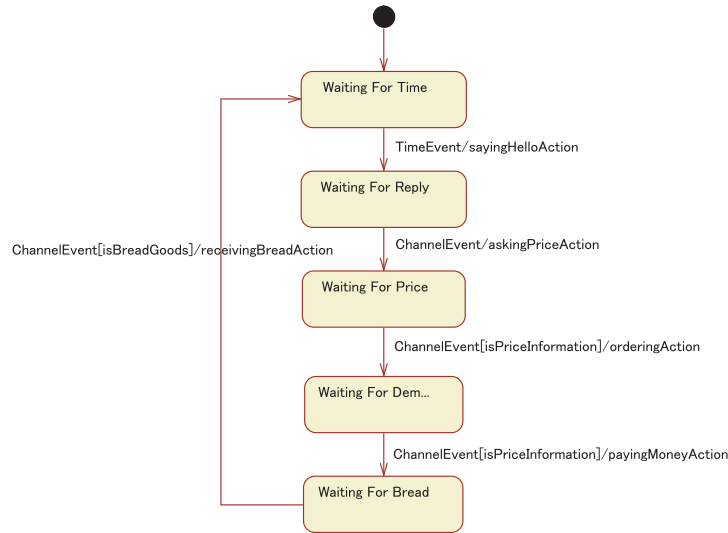 Waiting For Time
TimeEvent/sayingHelloAction
Waiting For Reply
ChannelEvent/askingPriceAction
ChannelEvent[isBreadGoods]/receivingBreadAction
Waiting For Price
ChannelEvent[isPriceInformation]/orderingAction
Waiting For Dem...
ChannelEvent[isPriceInformation]/payingMoneyAction
Waiting For Bread